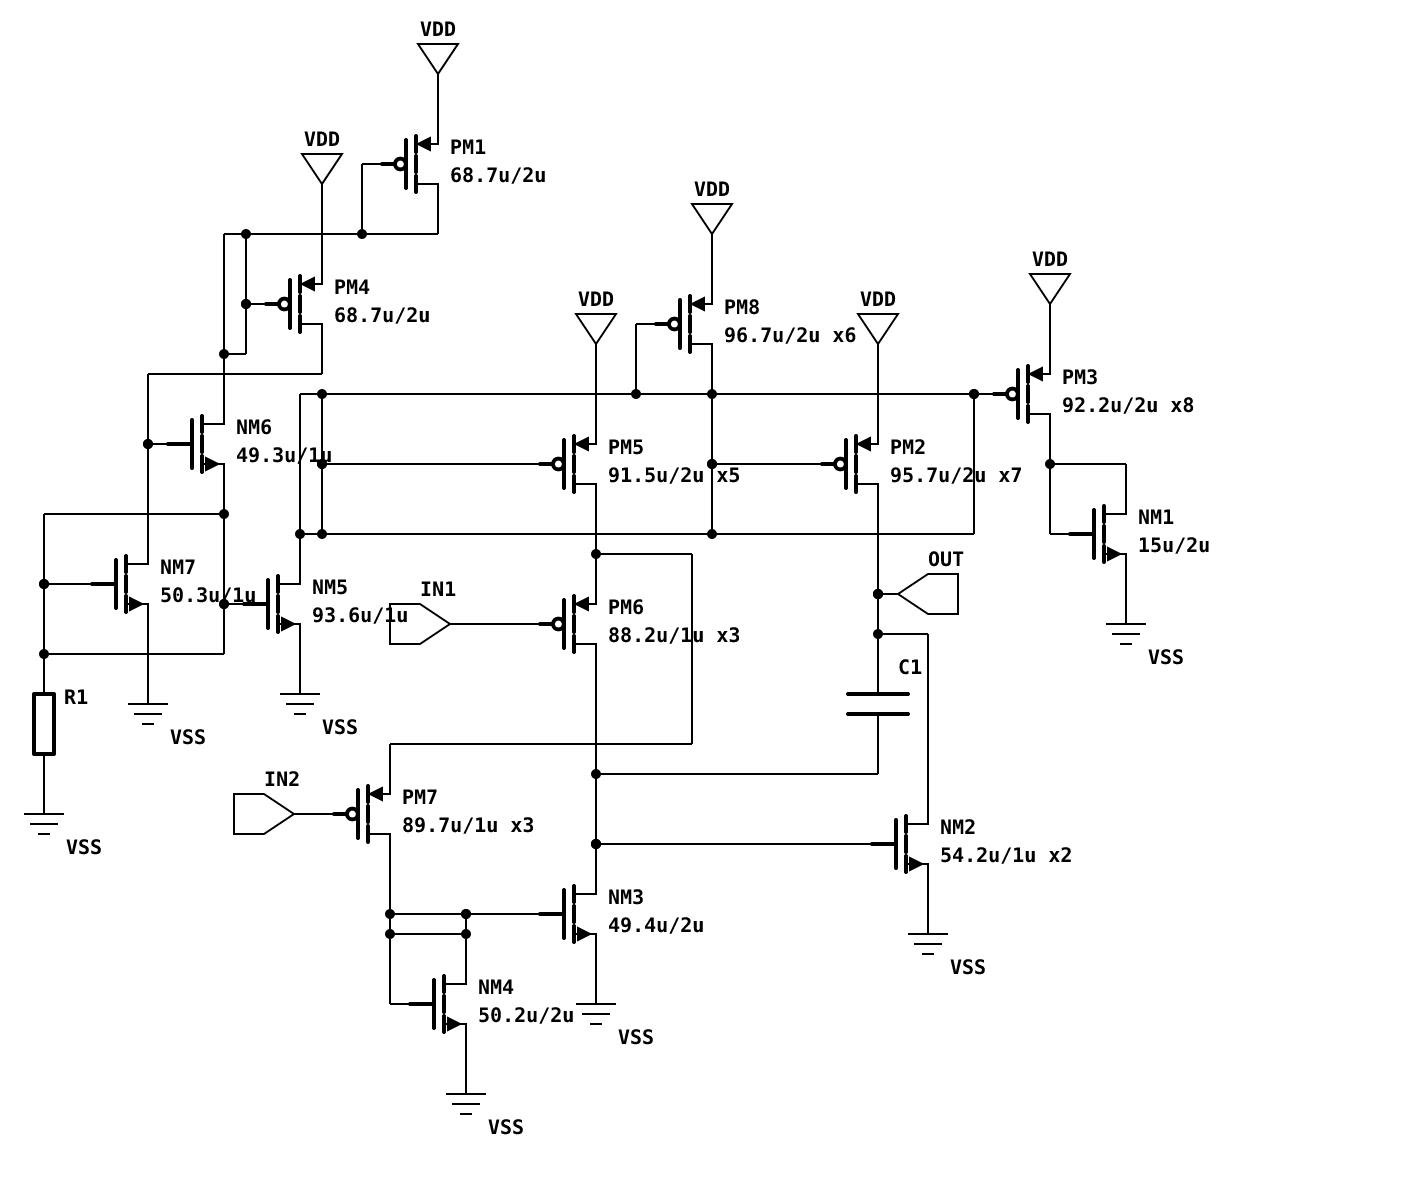 VDD
PM1
68.7u/2u
VDD
PM4
68.7u/2u
VDD
PM8
96.7u/2u x6
VDD
VDD
VDD
PM3
92.2u/2u x8
NM6
49.3u/1u
PM5
91.5u/2u x5
PM2
95.7u/2u x7
NM1
15u/2u
VSS
NM7
50.3u/1u
NM5
93.6u/1u
IN1
PM6
88.2u/1u x3
OUT
C1
R1
VSS
VSS
VSS
IN2
PM7
89.7u/1u x3
NM2
54.2u/1u x2
VSS
NM3
49.4u/2u
VSS
NM4
50.2u/2u
VSS